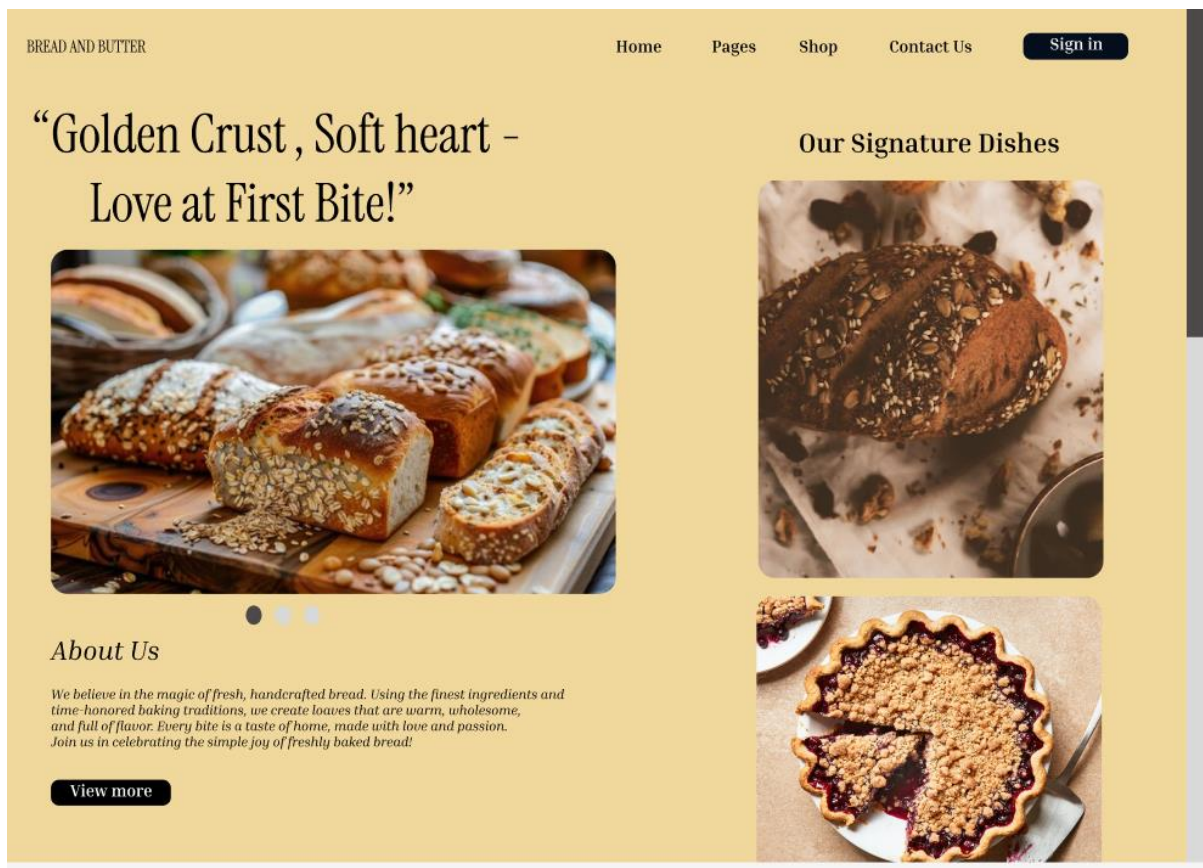 BREAD AND BUTTER
Home
Pages
Shop
Contact Us
Sign in
“Golden Crust , Soft heart -
Love at First Bite!”
Our Signature Dishes
About Us
We believe in the magic of fresh, handcrafted bread. Using the finest ingredients and
time-honored baking traditions, we create loaves that are warm, wholesome,
and full of flavor. Every bite is a taste of home, made with love and passion.
Join us in celebrating the simple joy of freshly baked bread!
View more